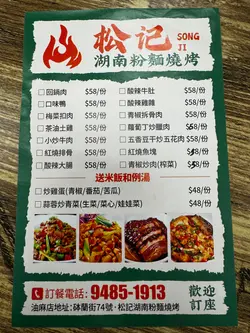 松记
SONG JI
湖南粉麵燒烤
□回鍋肉 $58/份
□口味鴨 $58/份
□梅菜扣肉 $58/份
□茶油土雞 $58/份
□小炒牛肉 $58/份
□紅燒排骨 $58/份
□酸辣大腸 $58/份
□酸辣牛肚 $58/份
□酸辣雞雜 $58/份
□青椒拆骨肉 $58/份
□蘿蔔丁炒臘肉 $58/份
□五香豆干炒五花肉 $58/份
□紅燒魚塊 $58/份
□青椒炒肉(榨菜) $58/份
送米飯和例湯
□炒雞蛋(青椒/番茄/苦瓜) $48/份
□蒜蓉炒青菜(生菜/菜心/娃娃菜) $48/份
訂餐電話: 9485-1913
油麻店地址: 砵蘭街74號·松記湖南粉麵燒烤
歡迎訂座